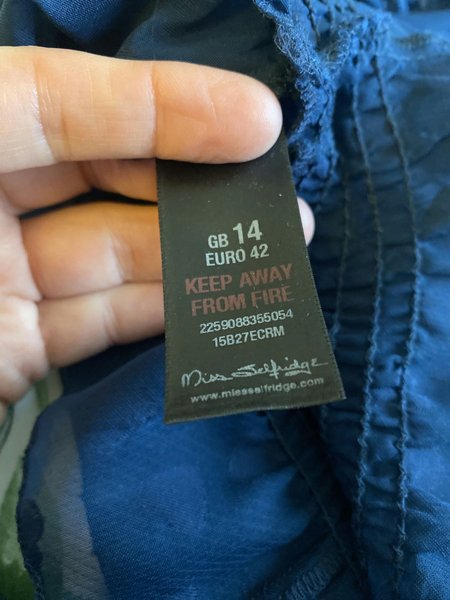 GB 14
EURO 42
KEEP AWAY
FROM FIRE
2259088355054
15B27ECRM
Miss Selfridge
www.missselfridge.com